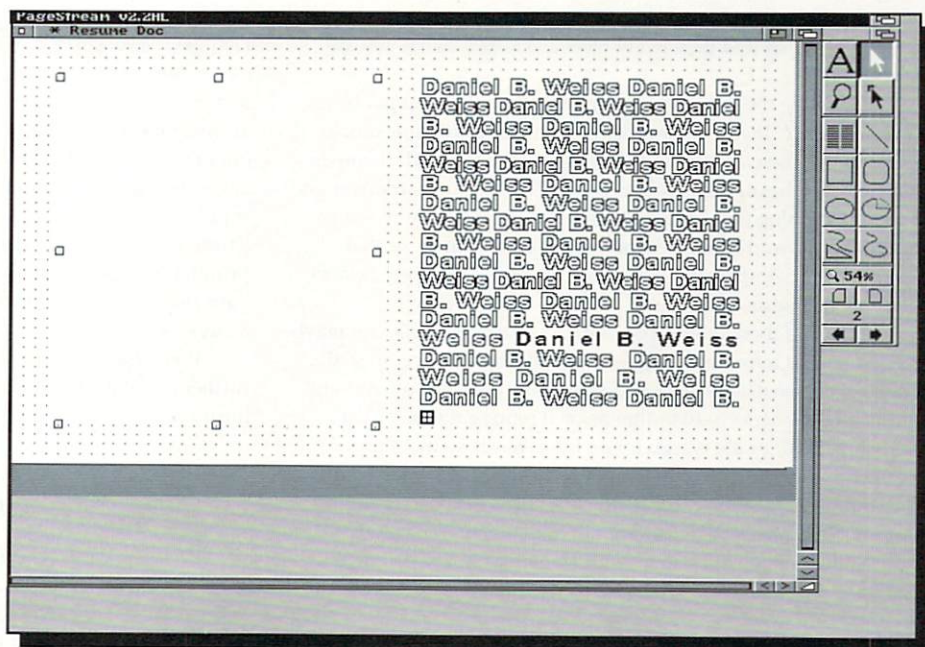 PageStream v2.2HL
* Resume Doc
Daniel B. Weiss Daniel B.
Weiss Daniel B. Weiss Daniel
B. Weiss Daniel B. Weiss
Daniel B. Weiss Daniel B.
Weiss Daniel B. Weiss Daniel
B. Weiss Daniel B. Weiss
Daniel B. Weiss Daniel B.
Weiss Daniel B. Weiss Daniel
B. Weiss Daniel B. Weiss
Daniel B. Weiss Daniel B.
Weiss Daniel B. Weiss Daniel
B. Weiss Daniel B. Weiss
Daniel B. Weiss Daniel B.
Weiss Daniel B. Weiss
Daniel B. Weiss Daniel B.
Weiss Daniel B. Weiss
Daniel B. Weiss Daniel B.
A
54%
2